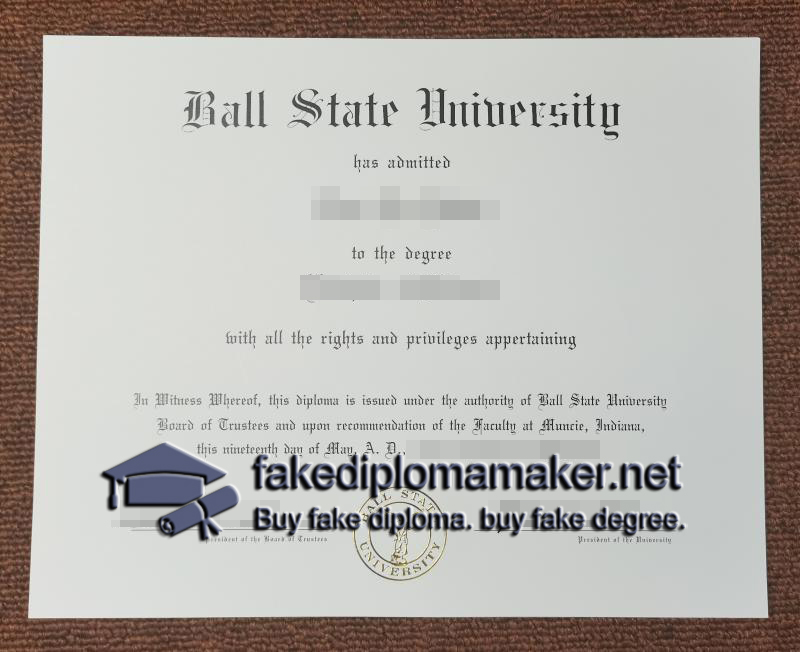 Ball State University
has admitted
to the degree
with all the rights and privileges appertaining
In Witness Whereof, this diploma is issued under the authority of Ball State University
Board of Trustees and upon recommendation of the Faculty at Muncie, Indiana,
this nineteenth day of May, A. D.,
fakediplomamaker.net
Buy fake diploma. buy fake degree.
President of the Board of Trustees
President of the University
BALL STATE
UNIVERSITY